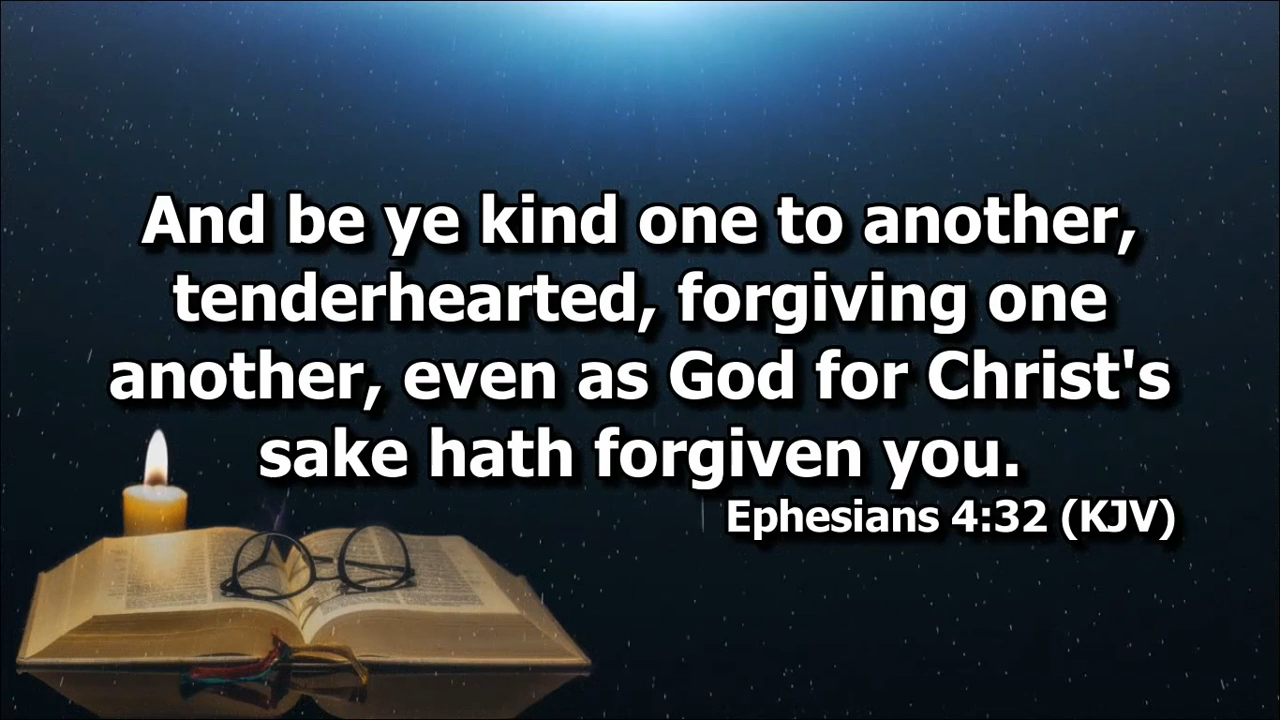 And be ye kind one to another,
tenderhearted, forgiving one
another, even as God for Christ's
sake hath forgiven you.
Ephesians 4:32 (KJV)